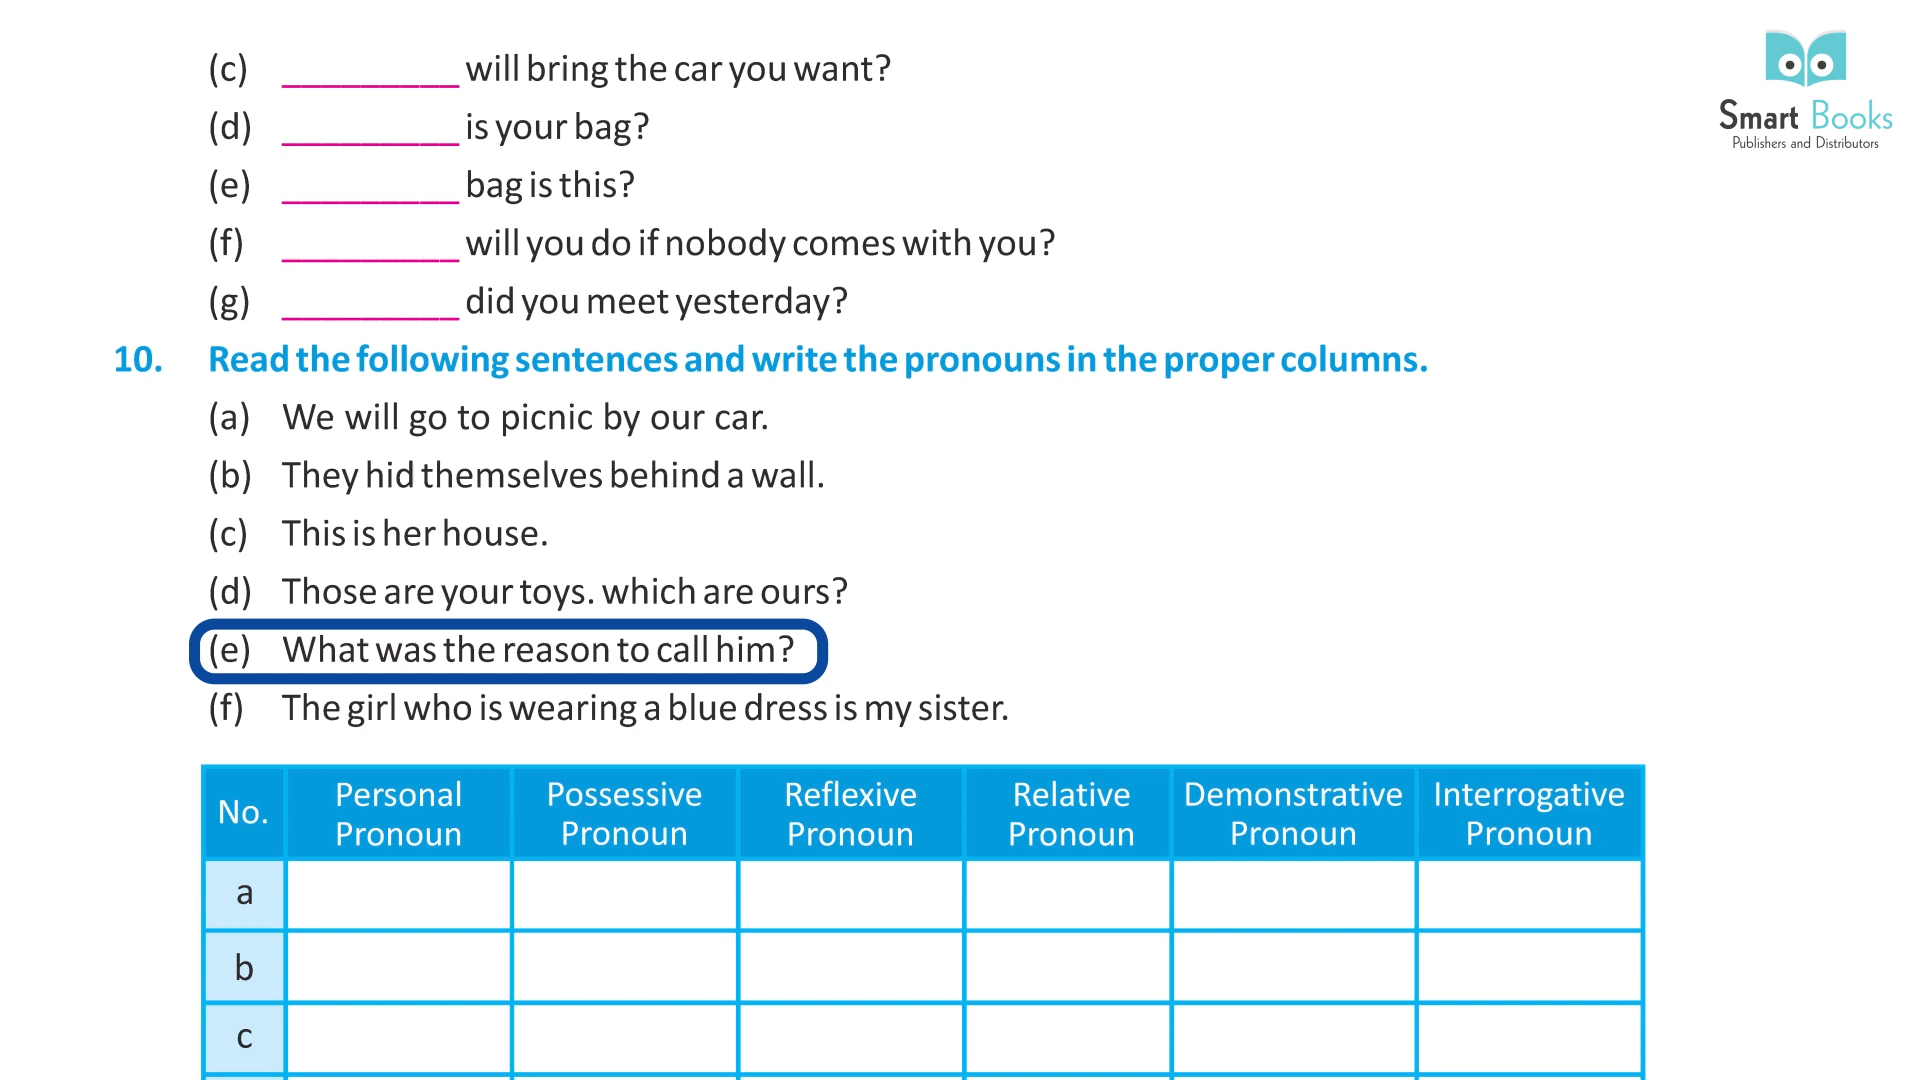 (c) _________ will bring the car you want?
Smart Books
Publishers and Distributors
(d) _________ is your bag?
(e) _________ bag is this?
(f) _________ will you do if nobody comes with you?
(g) _________ did you meet yesterday?
10. Read the following sentences and write the pronouns in the proper columns.
(a) We will go to picnic by our car.
(b) They hid themselves behind a wall.
(c) This is her house.
(d) Those are your toys. which are ours?
(e) What was the reason to call him?
(f) The girl who is wearing a blue dress is my sister.
No. Personal Pronoun Possessive Pronoun Reflexive Pronoun Relative Pronoun Demonstrative Pronoun Interrogative Pronoun
a
b
c